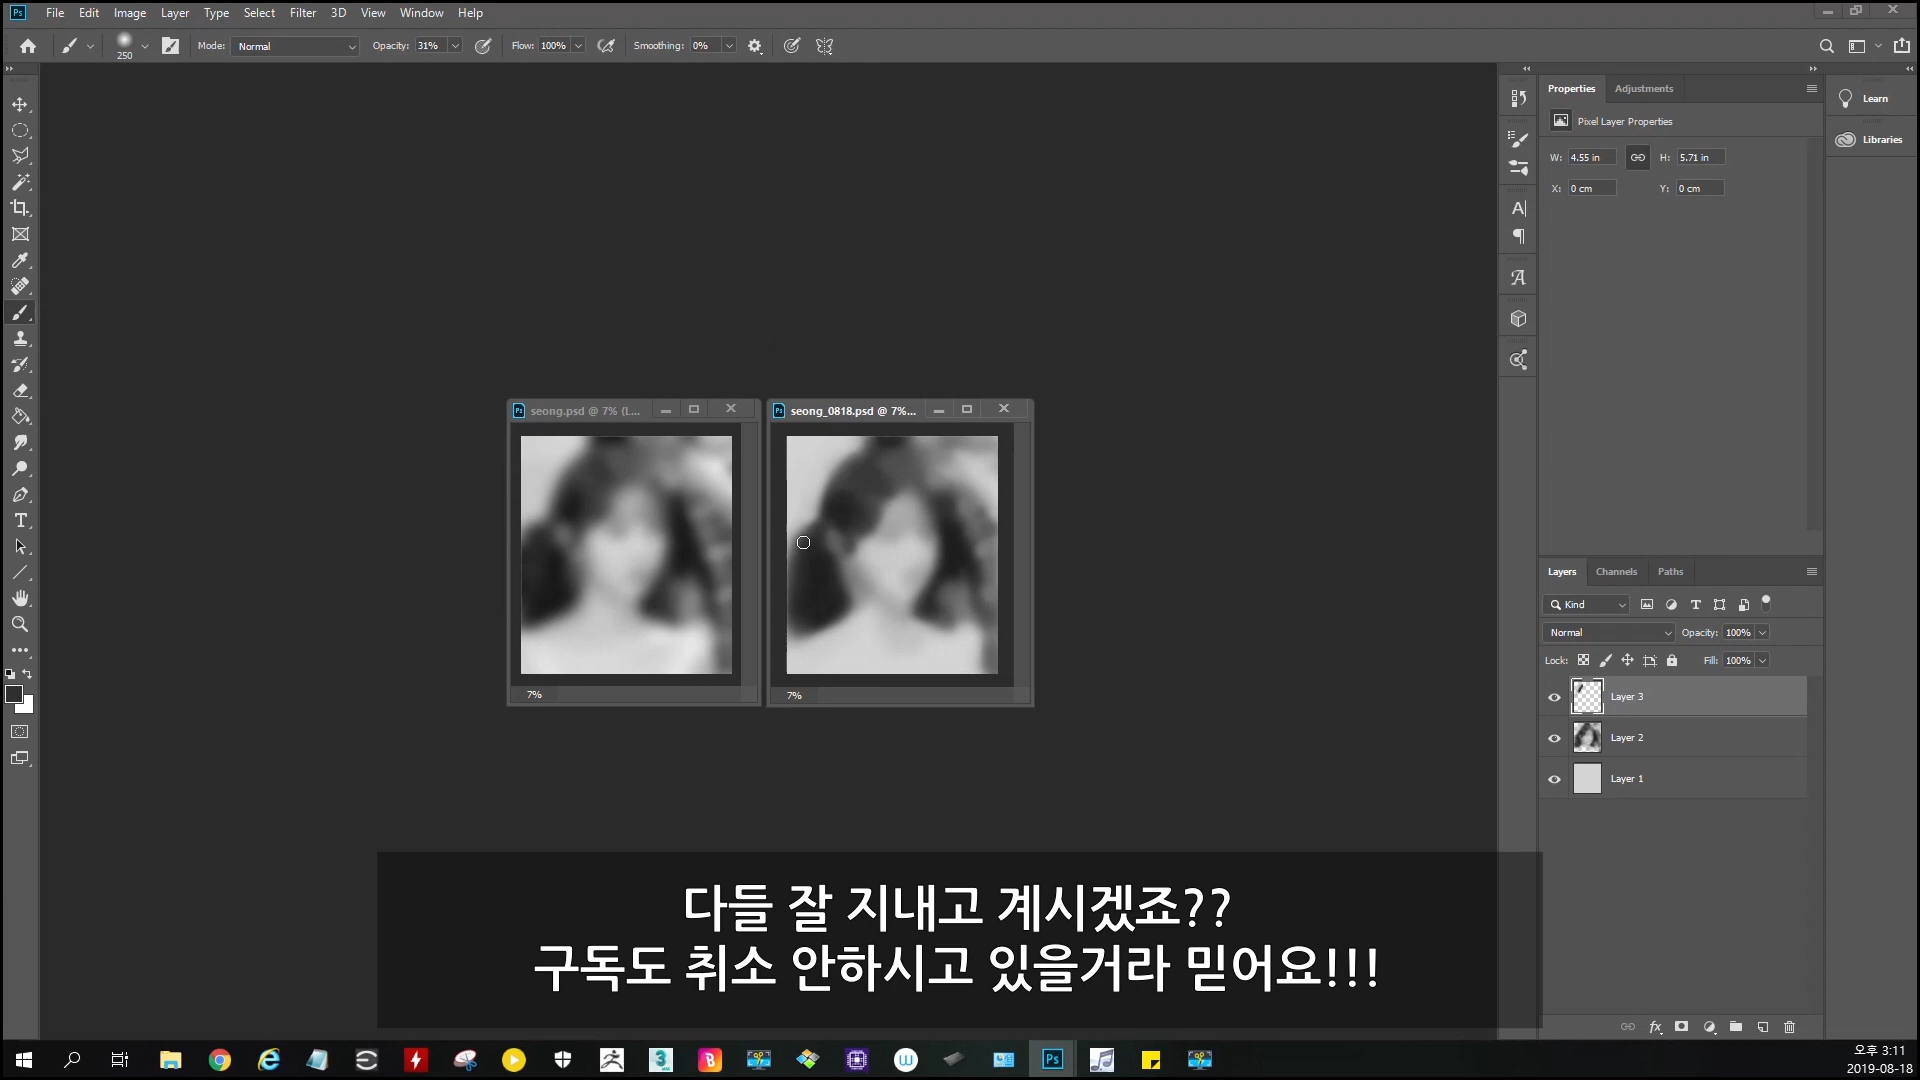 File Edit Image Layer Type Select Filter 3D View Window Help
250 Mode: Normal Opacity: 31% Flow: 100% Smoothing: 0%
Properties Adjustments
Learn
Pixel Layer Properties
Libraries
W: 4.55 in H: 5.71 in
X: 0 cm Y: 0 cm
seong.psd @ 7% (L...
seong_0818.psd @ 7%...
7%
7%
Layers Channels Paths
Kind
Normal Opacity: 100%
Lock: Fill: 100%
Layer 3
Layer 2
Layer 1
다들 잘 지내고 계시겠죠??
구독도 취소 안하시고 있을거라 믿어요!!!
오후 3:11
2019-08-18